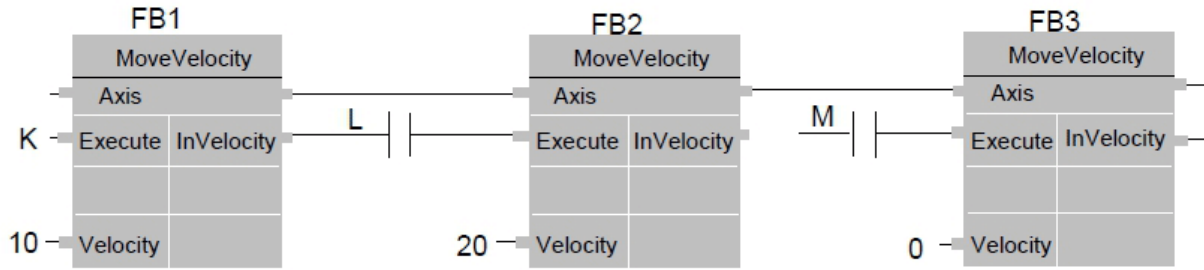 FB1
FB2
FB3
MoveVelocity
MoveVelocity
MoveVelocity
Axis
Axis
Axis
K
Execute
InVelocity
L
Execute
InVelocity
M
Execute
InVelocity
10
Velocity
20
Velocity
0
Velocity